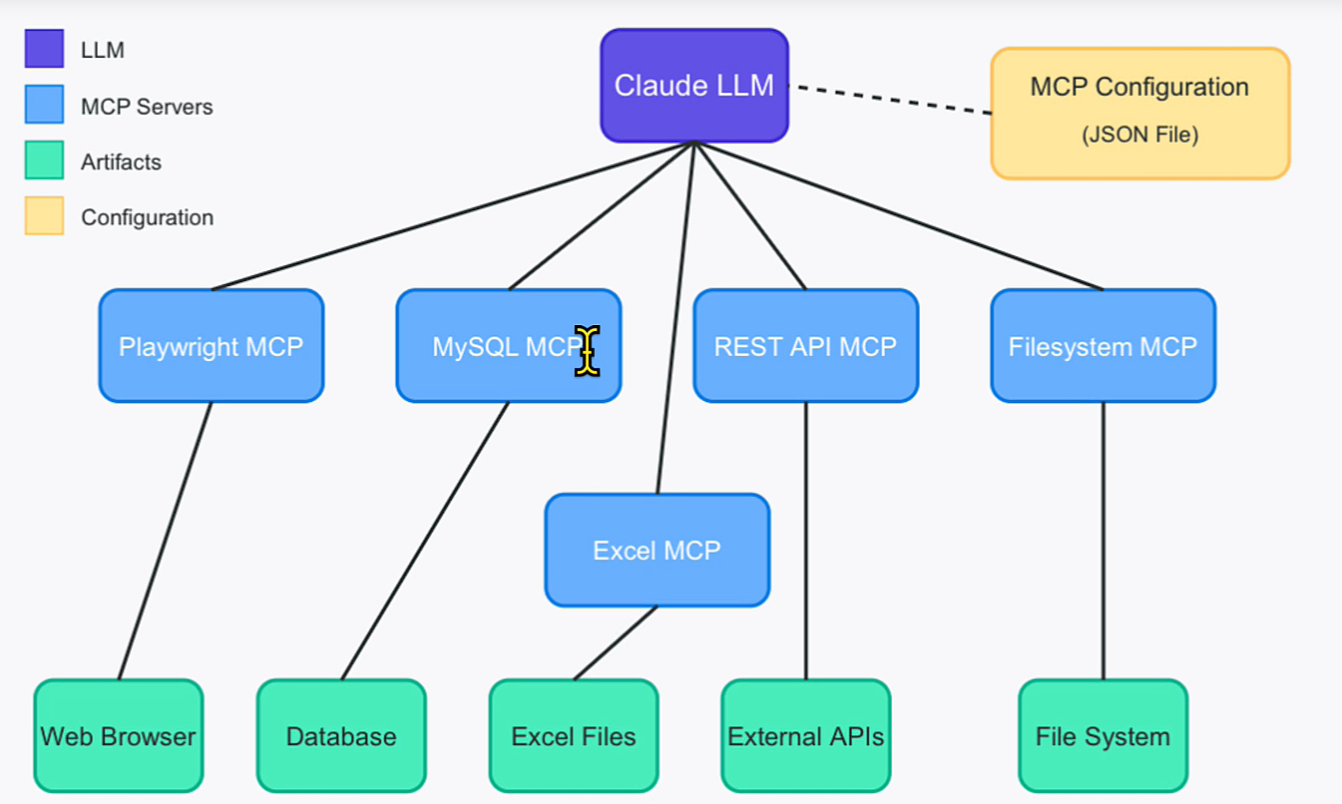 LLM
MCP Servers
Artifacts
Configuration
Claude LLM
MCP Configuration
(JSON File)
Playwright MCP
MySQL MCP
REST API MCP
Filesystem MCP
Excel MCP
Web Browser
Database
Excel Files
External APIs
File System